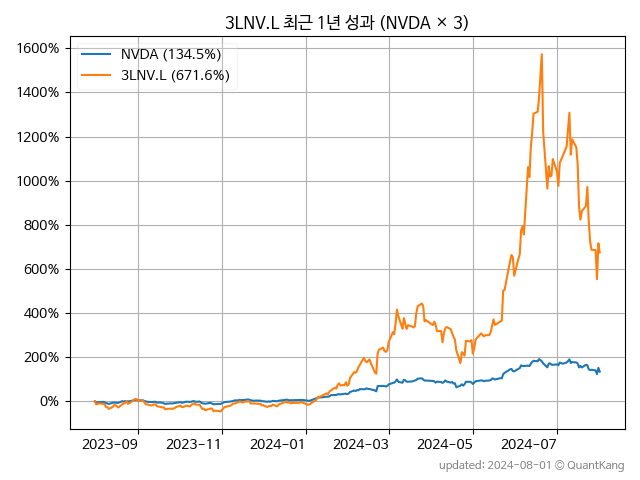 3LNV.L 최근 1년 성과 (NVDA × 3)
NVDA (134.5%)
3LNV.L (671.6%)
1600%
1400%
1200%
1000%
800%
600%
400%
200%
0%
2023-09 2023-11 2024-01 2024-03 2024-05 2024-07
updated: 2024-08-01 © QuantKang